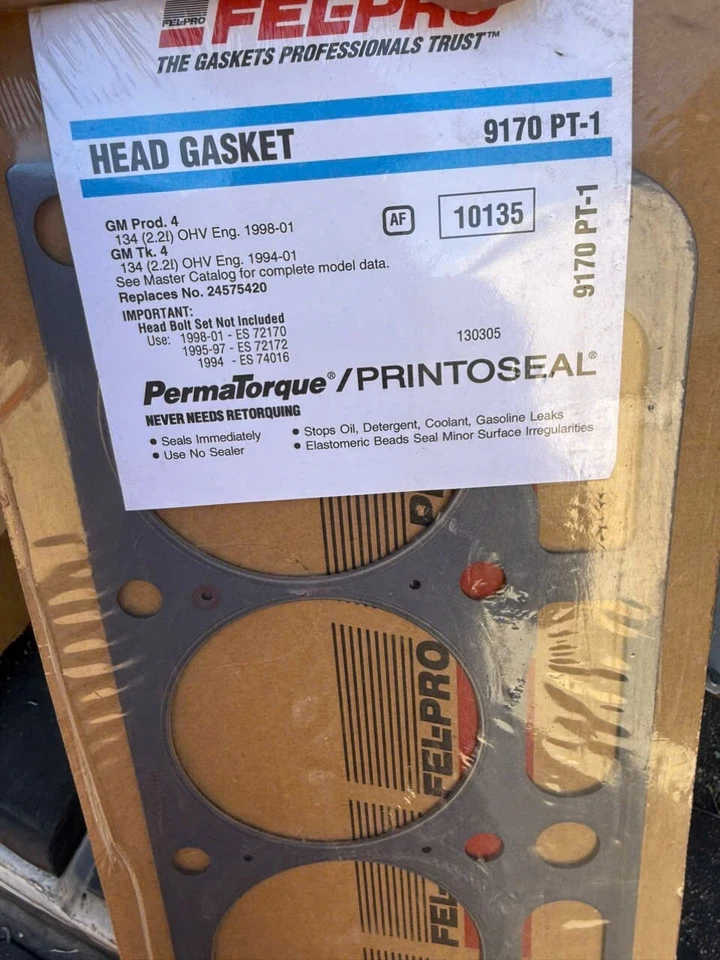 FEL-PRO
FEL-PRO
THE GASKETS PROFESSIONALS TRUST™
HEAD GASKET
9170 PT-1
GM Prod. 4
134 (2.2l) OHV Eng. 1998-01
GM Tk. 4
134 (2.2l) OHV Eng. 1994-01
See Master Catalog for complete model data.
Replaces No. 24575420
AF
10135
9170 PT-1
IMPORTANT:
Head Bolt Set Not Included
Use: 1998-01 - ES 72170
1995-97 - ES 72172
1994 - ES 74016
130305
PermaTorque®/PRINTOSEAL®
NEVER NEEDS RETORQUING
• Seals Immediately
• Use No Sealer
• Stops Oil, Detergent, Coolant, Gasoline Leaks
• Elastomeric Beads Seal Minor Surface Irregularities
FEL-PRO
FEL